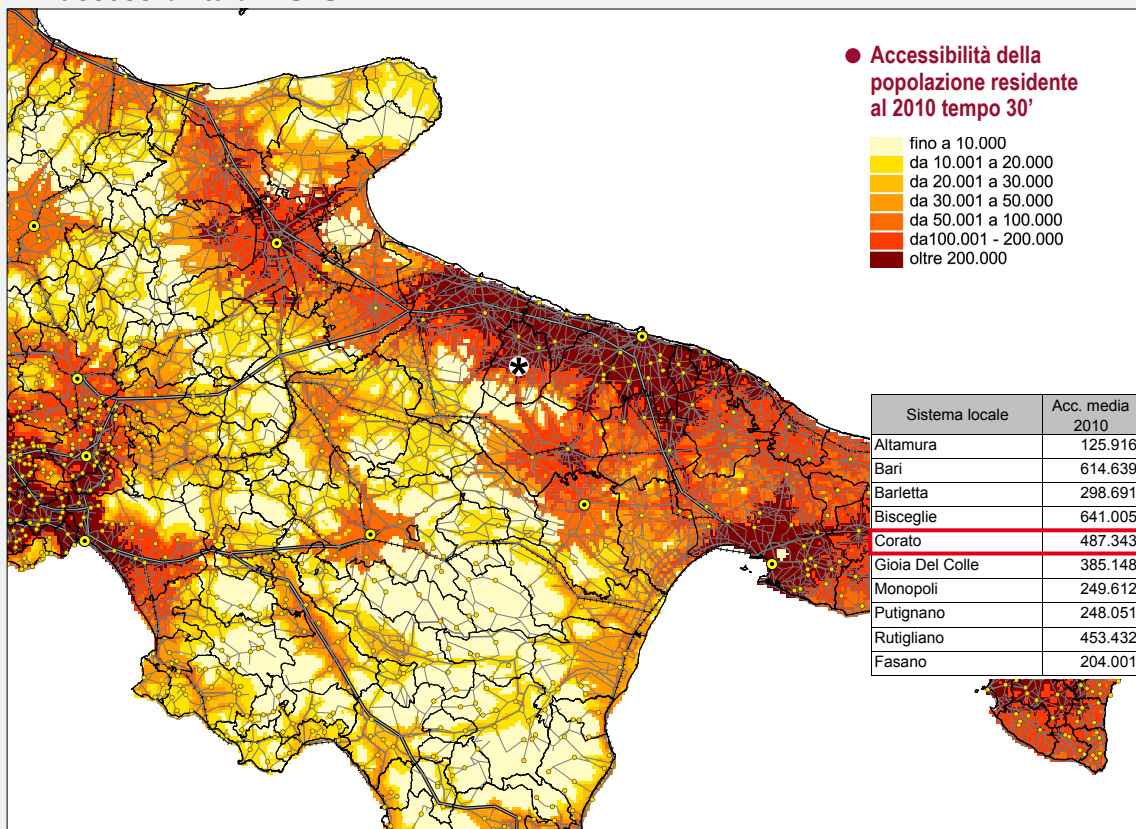 Accessibilità della
popolazione residente
al 2010 tempo 30'
fino a 10.000
da 10.001 a 20.000
da 20.001 a 30.000
da 30.001 a 50.000
da 50.001 a 100.000
da100.001 - 200.000
oltre 200.000
Sistema locale Acc. media
2010
Altamura 125.916
Bari 614.639
Barletta 298.691
Bisceglie 641.005
Corato 487.343
Gioia Del Colle 385.148
Monopoli 249.612
Putignano 248.051
Rutigliano 453.432
Fasano 204.001